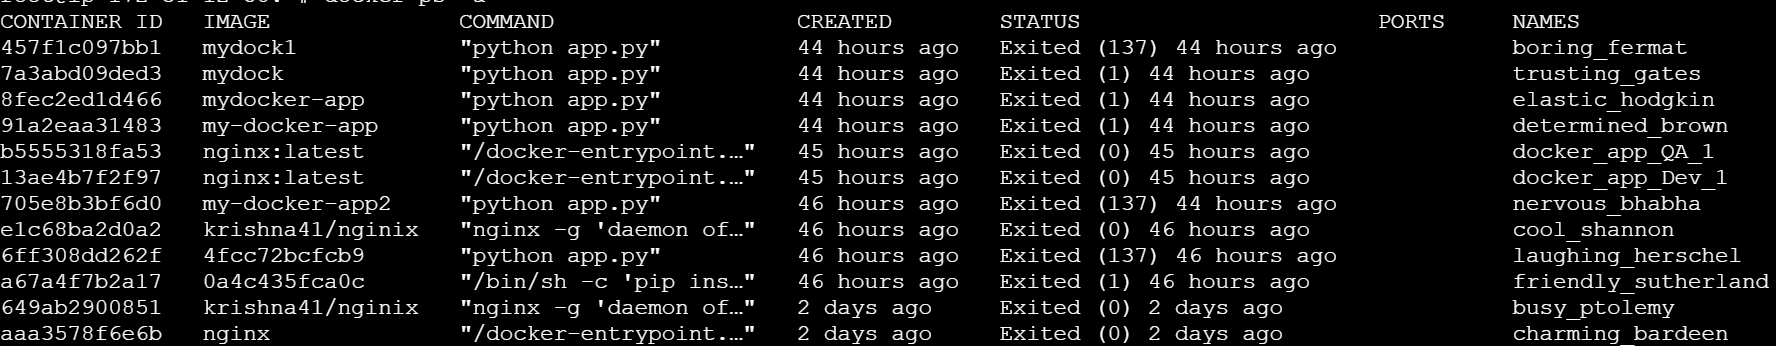 CONTAINER ID IMAGE COMMAND CREATED STATUS PORTS NAMES
457f1c097bb1 mydock1 "python app.py" 44 hours ago Exited (137) 44 hours ago boring_fermat
7a3abd09ded3 mydock "python app.py" 44 hours ago Exited (1) 44 hours ago trusting_gates
8fec2ed1d466 mydocker-app "python app.py" 44 hours ago Exited (1) 44 hours ago elastic_hodgkin
91a2eaa31483 my-docker-app "python app.py" 44 hours ago Exited (1) 44 hours ago determined_brown
b5555318fa53 nginx:latest "/docker-entrypoint.…" 45 hours ago Exited (0) 45 hours ago docker_app_QA_1
13ae4b7f2f97 nginx:latest "/docker-entrypoint.…" 45 hours ago Exited (0) 45 hours ago docker_app_Dev_1
705e8b3bf6d0 my-docker-app2 "python app.py" 46 hours ago Exited (137) 44 hours ago nervous_bhabha
e1c68ba2d0a2 krishna41/nginix "nginx -g 'daemon of…" 46 hours ago Exited (0) 46 hours ago cool_shannon
6ff308dd262f 4fcc72bcfcb9 "python app.py" 46 hours ago Exited (137) 46 hours ago laughing_herschel
a67a4f7b2a17 0a4c435fca0c "/bin/sh -c 'pip ins…" 46 hours ago Exited (1) 46 hours ago friendly_sutherland
649ab2900851 krishna41/nginix "nginx -g 'daemon of…" 2 days ago Exited (0) 2 days ago busy_ptolemy
aaa3578f6e6b nginx "/docker-entrypoint.…" 2 days ago Exited (0) 2 days ago charming_bardeen